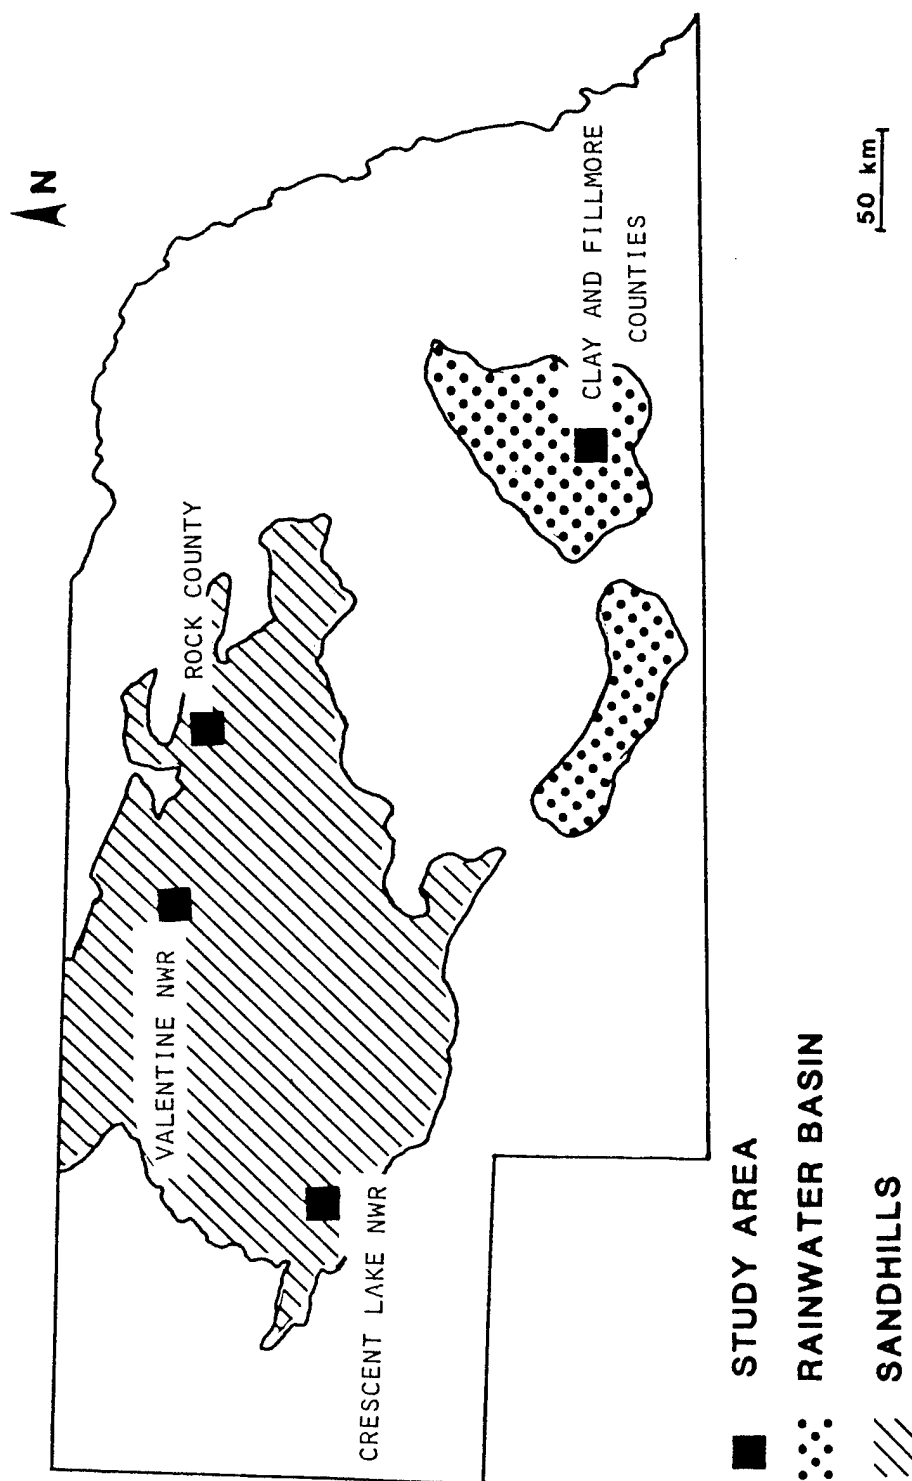 N
ROCK COUNTY
VALENTINE NWR
CRESCENT LAKE NWR
CLAY AND FILLMORE
COUNTIES
50 km
STUDY AREA
RAINWATER BASIN
SANDHILLS